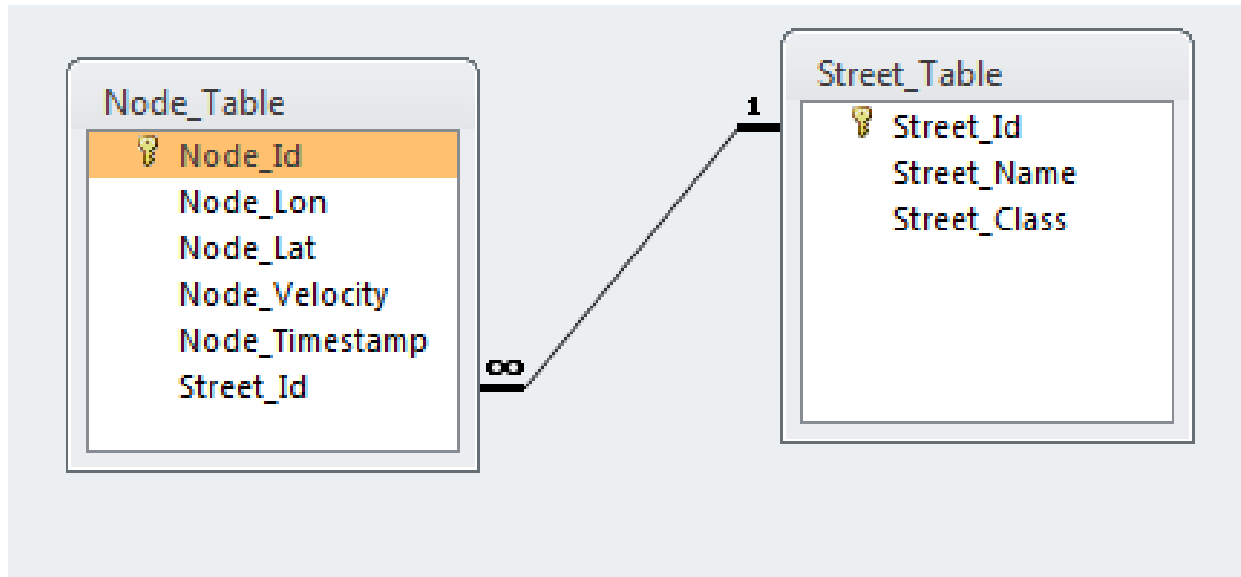 Node_Table
Node_Id
Node_Lon
Node_Lat
Node_Velocity
Node_Timestamp
Street_Id
∞
1
Street_Table
Street_Id
Street_Name
Street_Class